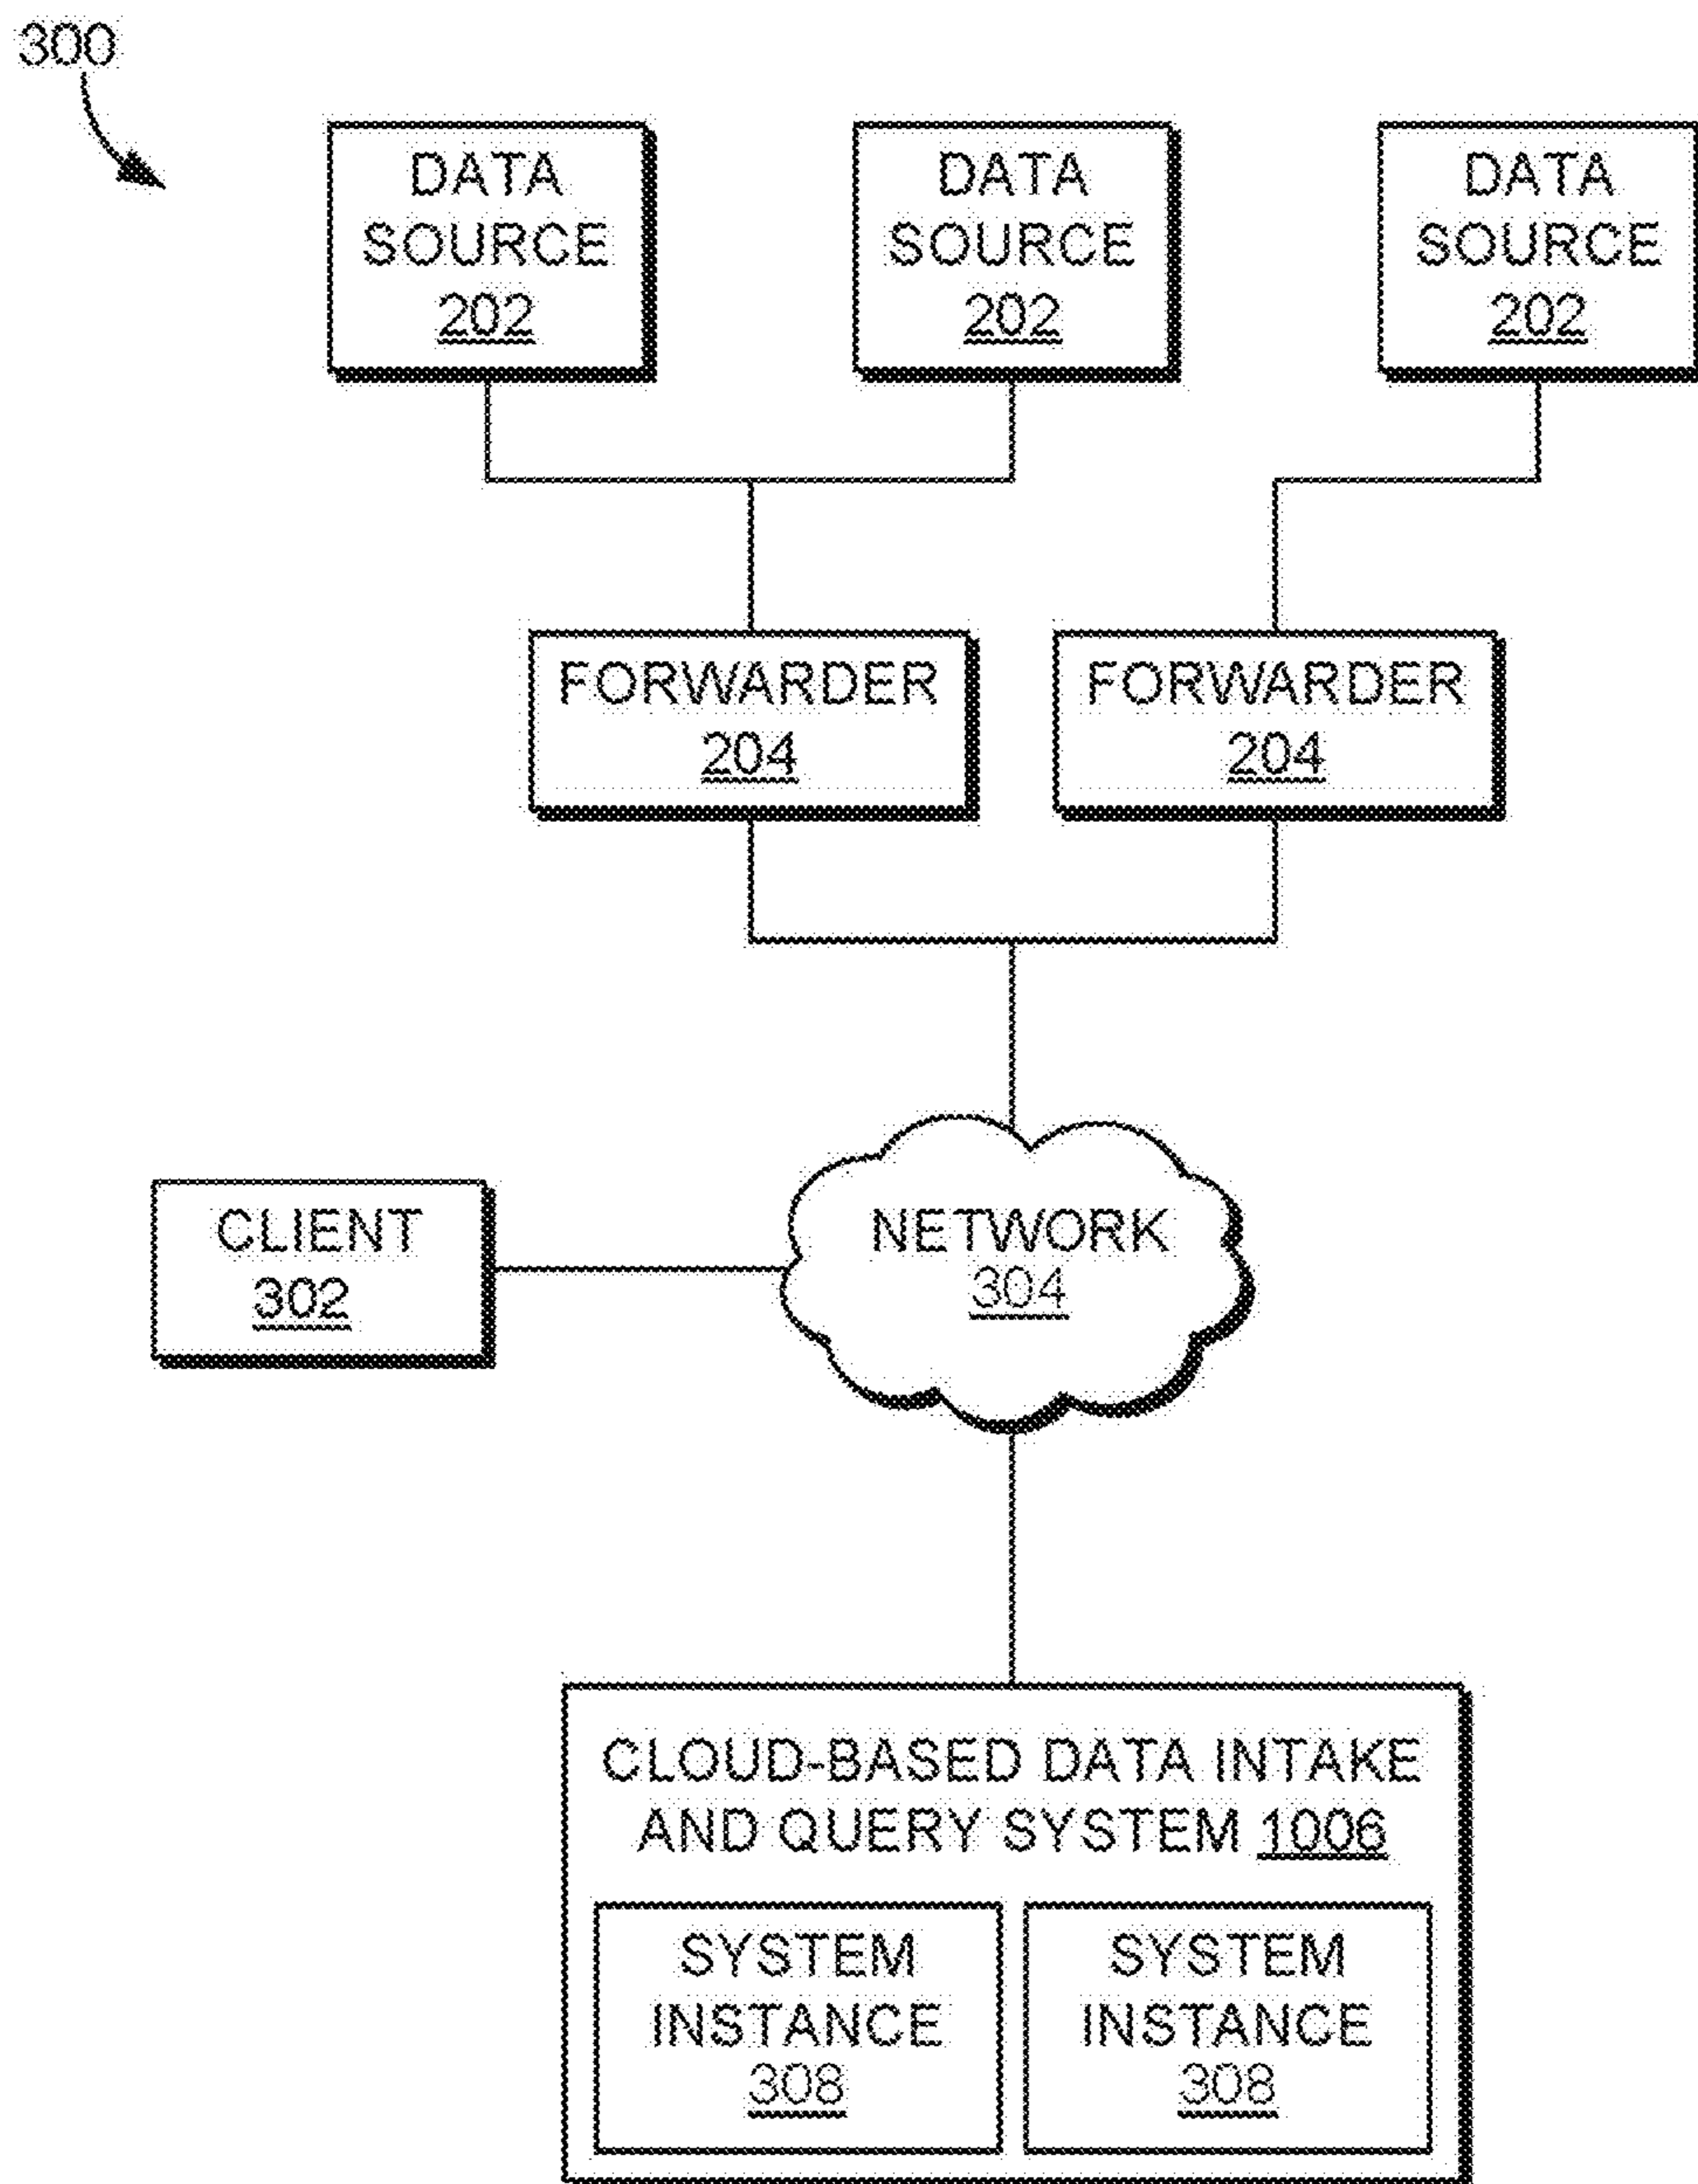 300
DATA
SOURCE
202
DATA
SOURCE
202
DATA
SOURCE
202
FORWARDER
204
FORWARDER
204
CLIENT
302
NETWORK
304
CLOUD-BASED DATA INTAKE
AND QUERY SYSTEM 1006
SYSTEM
INSTANCE
308
SYSTEM
INSTANCE
308